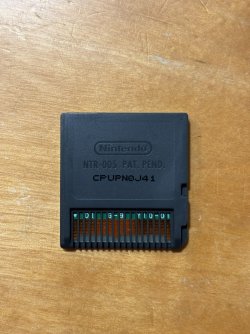 Nintendo
NTR-005 PAT. PEND.
CPUPN0J41